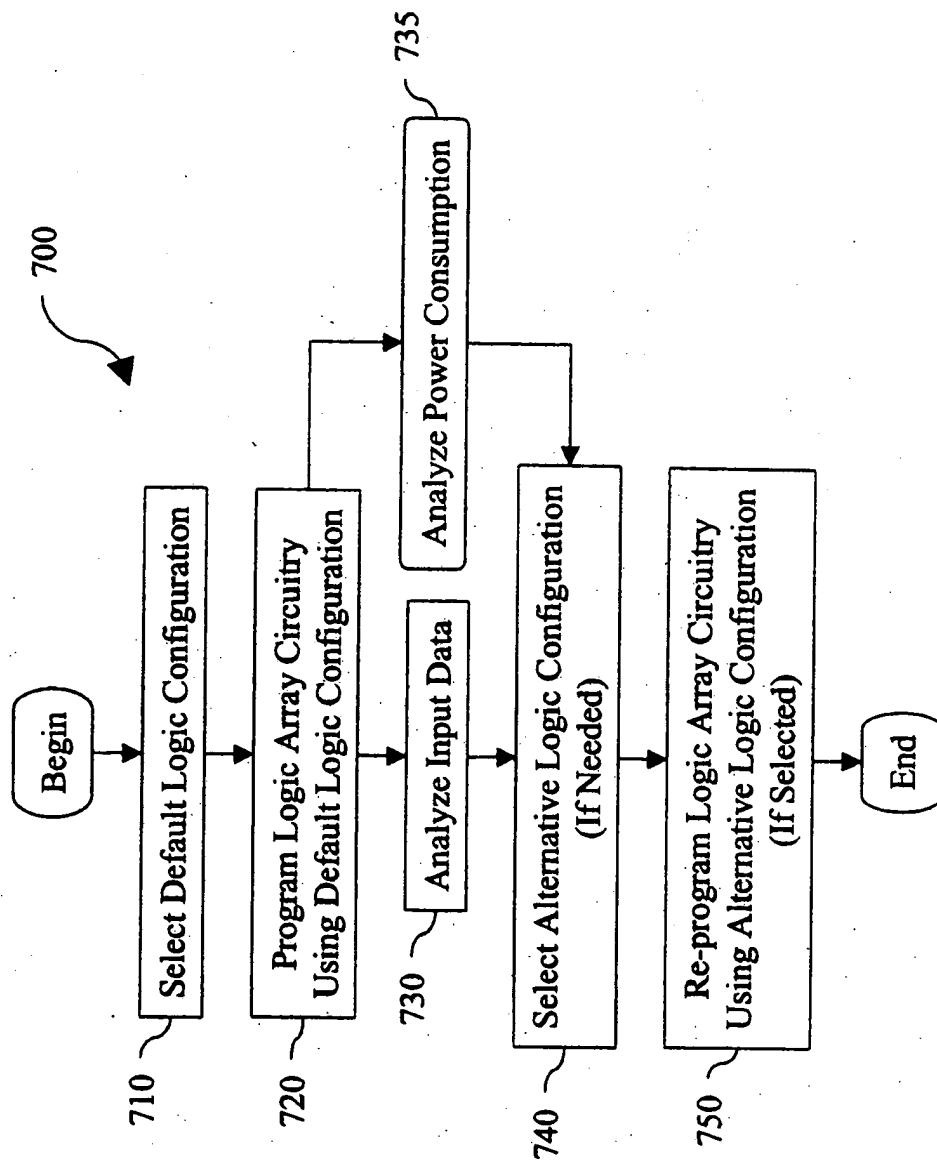 700
Begin
710
Select Default Logic Configuration
720
Program Logic Array Circuitry
Using Default Logic Configuration
730
Analyze Input Data
Analyze Power Consumption
735
740
Select Alternative Logic Configuration
(If Needed)
750
Re-program Logic Array Circuitry
Using Alternative Logic Configuration
(If Selected)
End